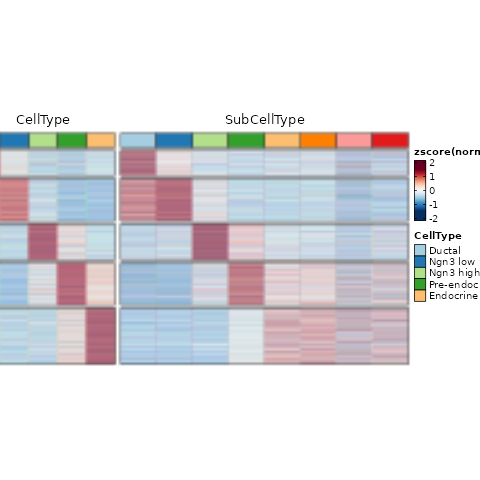 CellType SubCellType
zscore(norm
2
1
0
-1
-2
CellType
Ductal
Ngn3 low
Ngn3 high
Pre-endoc
Endocrine